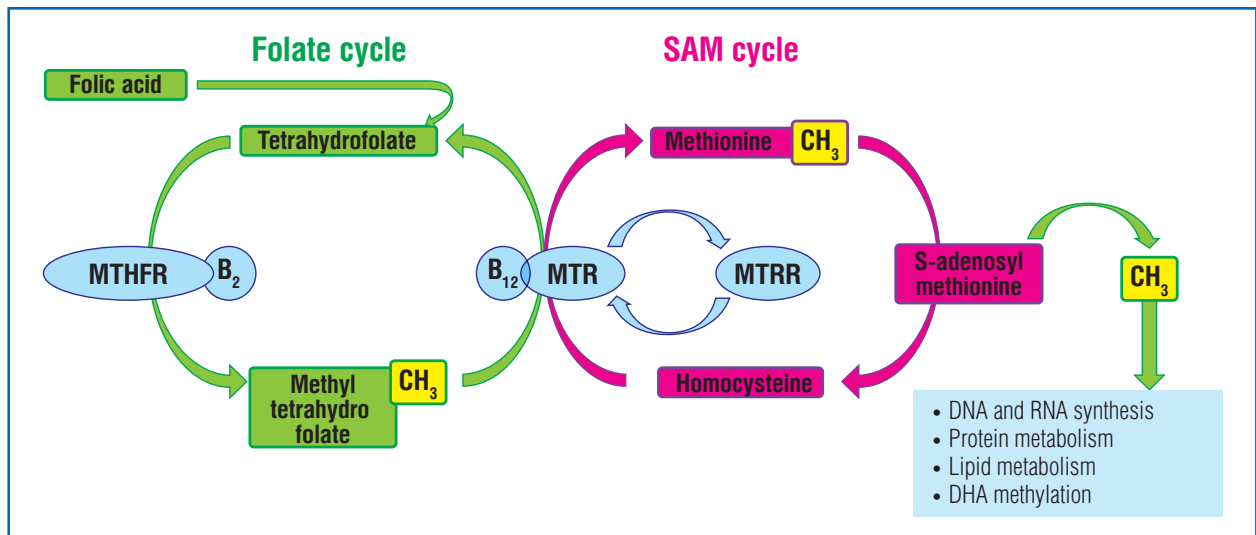 Folate cycle
SAM cycle
Folic acid
Tetrahydrofolate
Methionine
CH3
MTHFR
B2
B12
MTR
MTRR
S-adenosyl
methionine
CH3
Methyl
tetrahydro
folate
CH3
Homocysteine
• DNA and RNA synthesis
• Protein metabolism
• Lipid metabolism
• DHA methylation